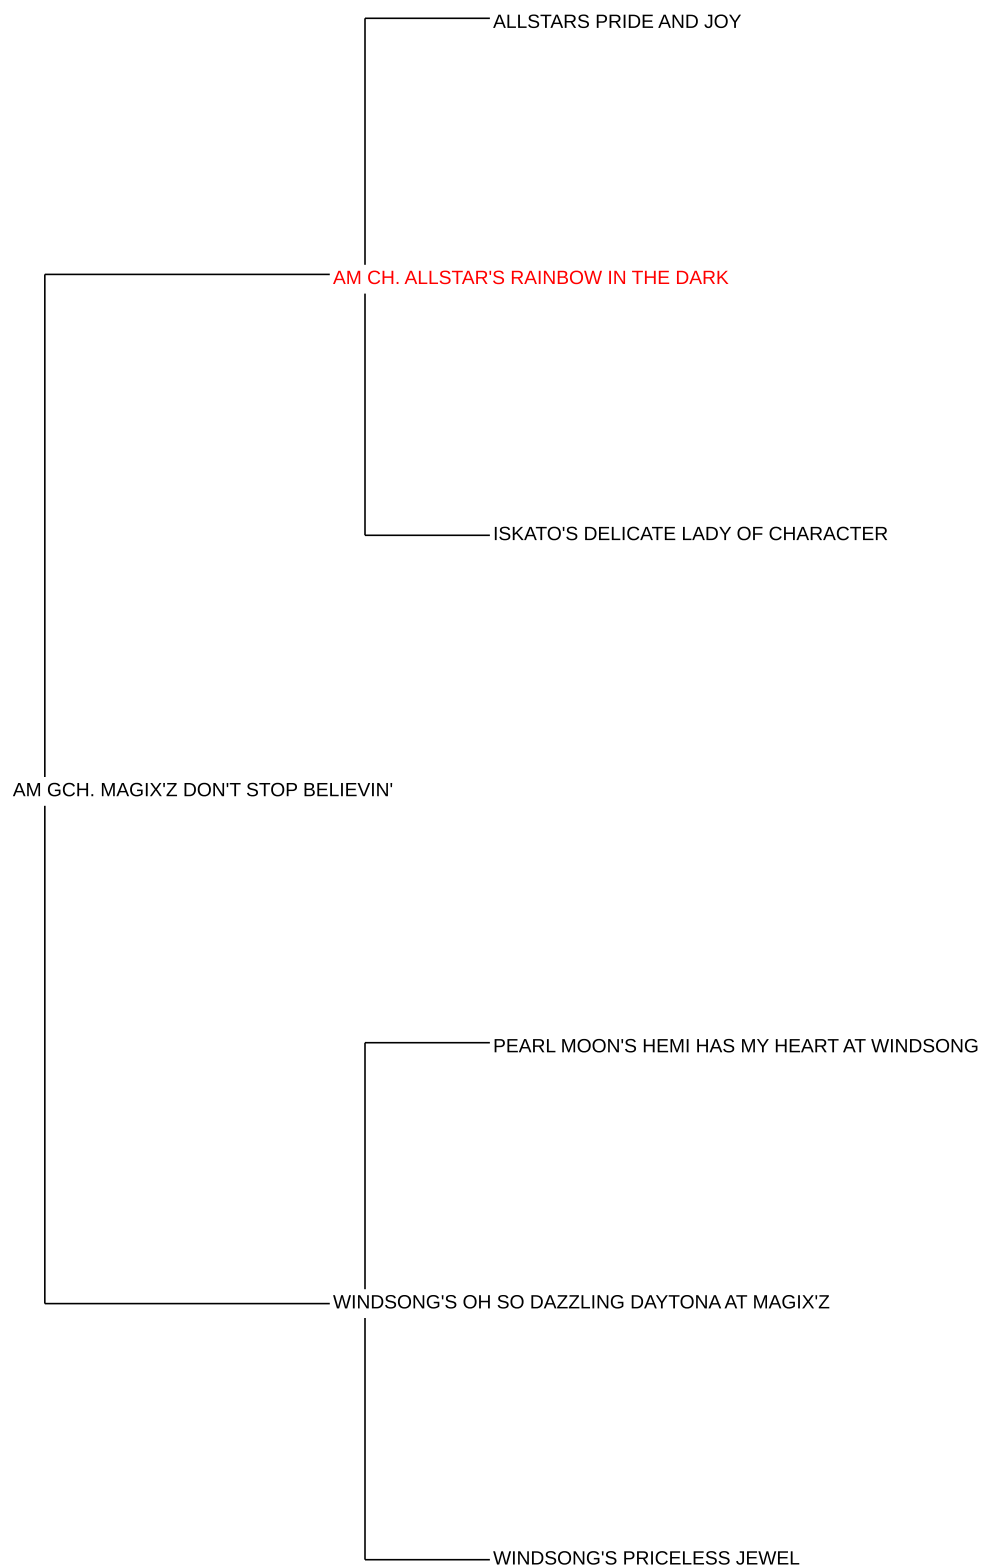 ALLSTARS PRIDE AND JOY
AM CH. ALLSTAR'S RAINBOW IN THE DARK
ISKATO'S DELICATE LADY OF CHARACTER
AM GCH. MAGIX'Z DON'T STOP BELIEVIN'
PEARL MOON'S HEMI HAS MY HEART AT WINDSONG
WINDSONG'S OH SO DAZZLING DAYTONA AT MAGIX'Z
WINDSONG'S PRICELESS JEWEL